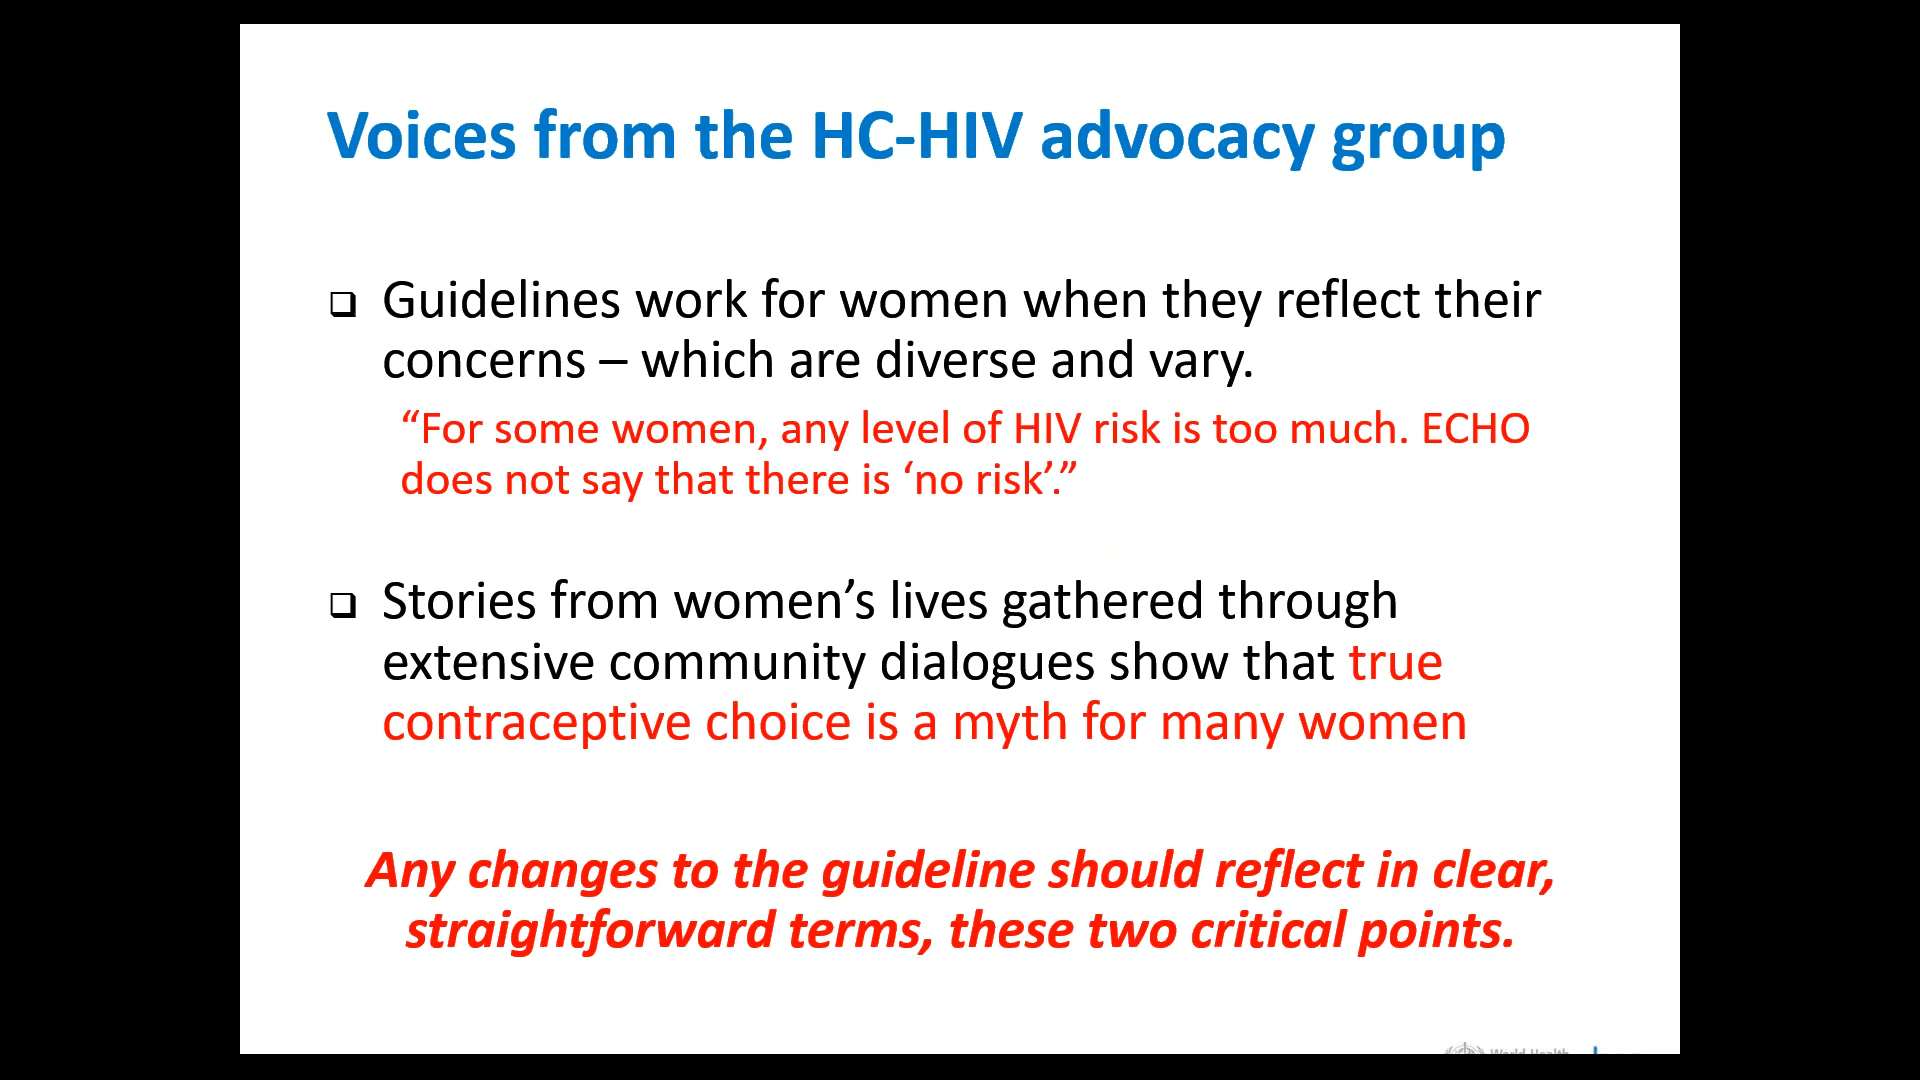 Voices from the HC-HIV advocacy group
❑ Guidelines work for women when they reflect their
concerns – which are diverse and vary.
“For some women, any level of HIV risk is too much. ECHO
does not say that there is ‘no risk’.”
❑ Stories from women’s lives gathered through
extensive community dialogues show that true
contraceptive choice is a myth for many women
Any changes to the guideline should reflect in clear,
straightforward terms, these two critical points.
World Health